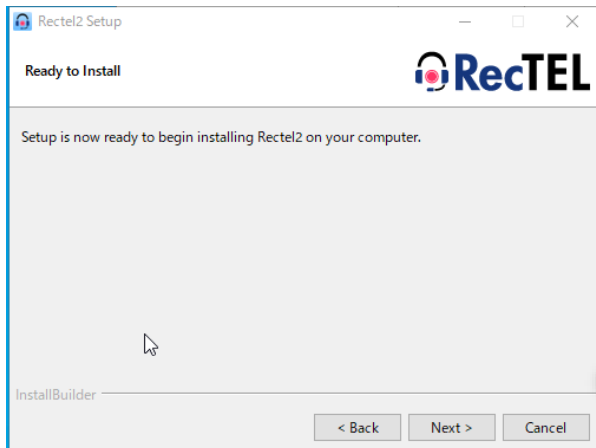 Rectel2 Setup
Ready to Install
RecTEL
Setup is now ready to begin installing Rectel2 on your computer.
InstallBuilder
< Back
Next >
Cancel